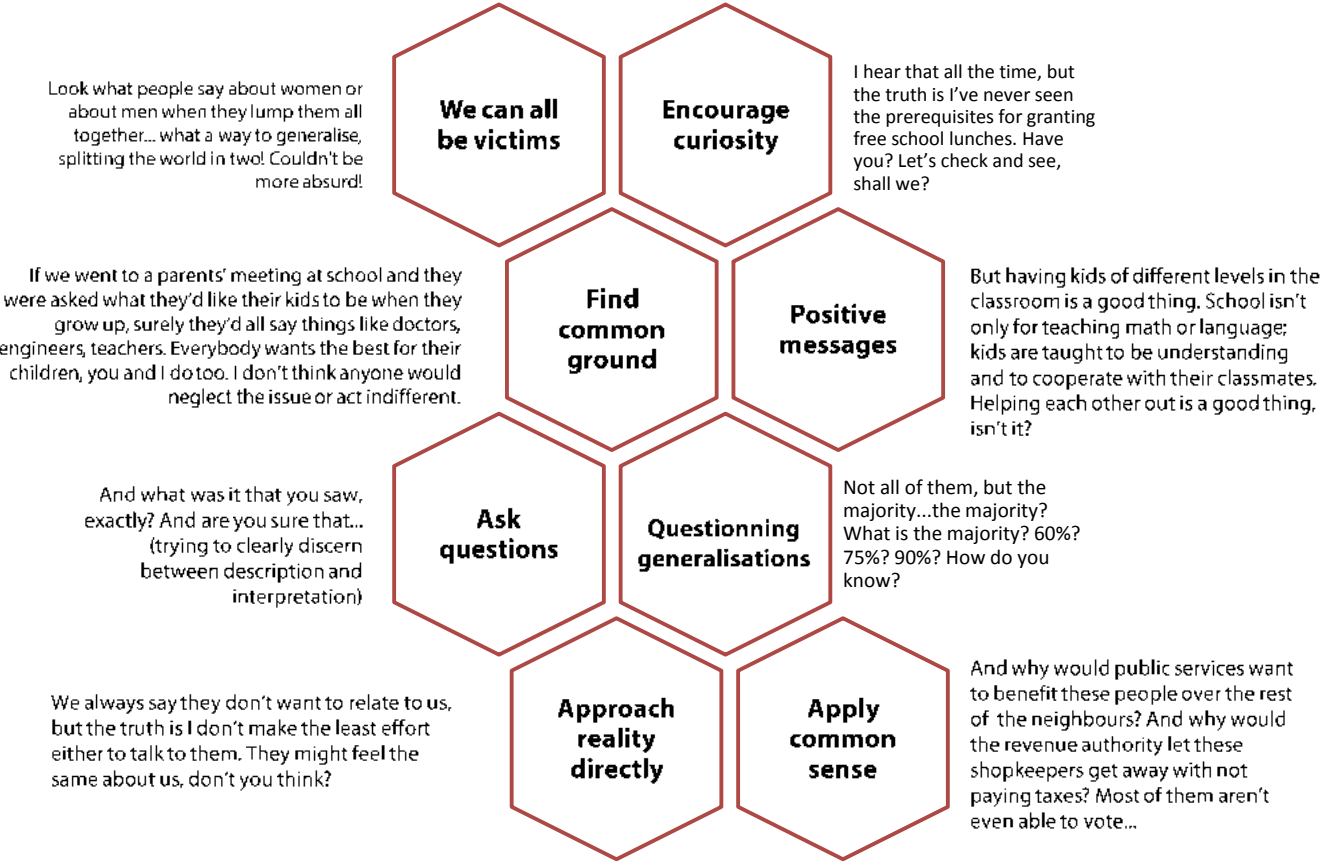 Look what people say about women or
about men when they lump them all
together... what a way to generalise,
splitting the world in two! Couldn't be
more absurd!
We can all
be victims
Encourage
curiosity
I hear that all the time, but
the truth is I've never seen
the prerequisites for granting
free school lunches. Have
you? Let's check and see,
shall we?
If we went to a parents' meeting at school and they
were asked what they'd like their kids to be when they
grow up, surely they'd all say things like doctors,
engineers, teachers. Everybody wants the best for their
children, you and I do too. I don't think anyone would
neglect the issue or act indifferent.
Find
common
ground
Positive
messages
But having kids of different levels in the
classroom is a good thing. School isn't
only for teaching math or language;
kids are taught to be understanding
and to cooperate with their classmates.
Helping each other out is a good thing,
isn't it?
And what was it that you saw,
exactly? And are you sure that...
(trying to clearly discern
between description and
interpretation)
Ask
questions
Questionning
generalisations
Not all of them, but the
majority...the majority?
What is the majority? 60%?
75%? 90%? How do you
know?
We always say they don't want to relate to us,
but the truth is I don't make the least effort
either to talk to them. They might feel the
same about us, don't you think?
Approach
reality
directly
Apply
common
sense
And why would public services want
to benefit these people over the rest
of the neighbours? And why would
the revenue authority let these
shopkeepers get away with not
paying taxes? Most of them aren't
even able to vote...